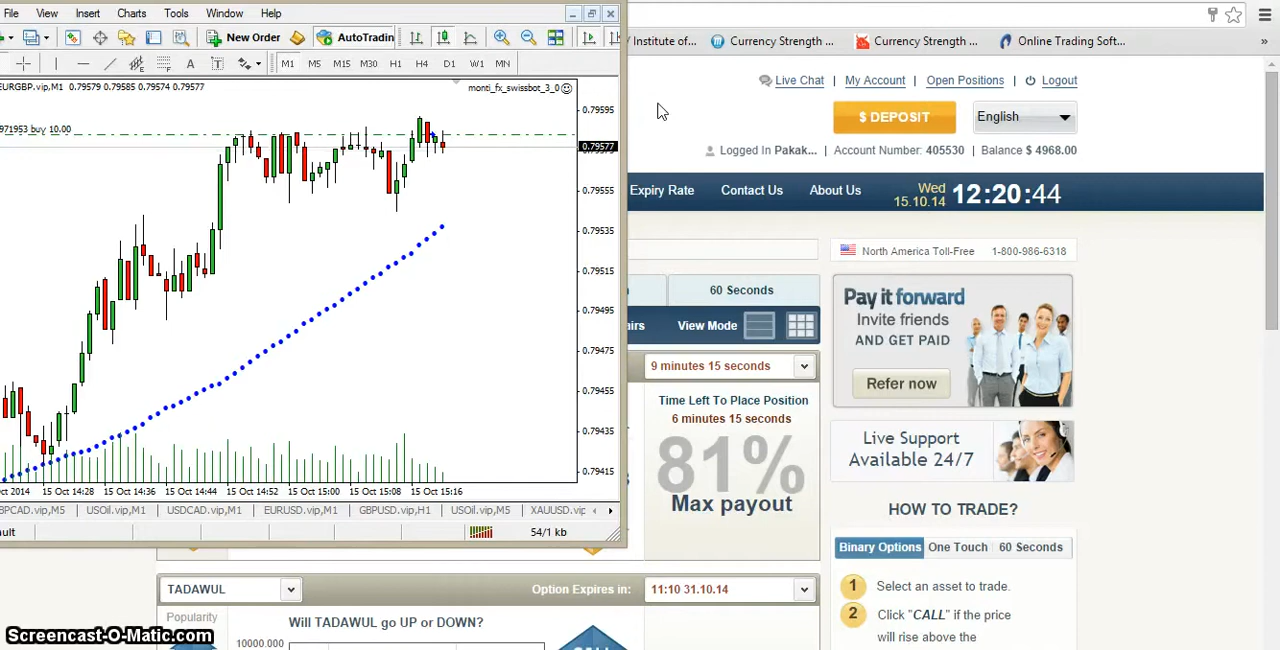 File View Insert Charts Tools Window Help
New Order AutoTradin
A T M1 M5 M15 M30 H1 H4 D1 W1 MN
EURGBP.vip,M1 0.79579 0.79585 0.79574 0.79577 monti_fx_swissbot_3_0
971953 buy 10.00
0.79595
0.79577
0.79555
0.79535
0.79515
0.79495
0.79475
0.79455
0.79435
0.79415
Oct 2014 15 Oct 14:28 15 Oct 14:36 15 Oct 14:44 15 Oct 14:52 15 Oct 15:00 15 Oct 15:08 15 Oct 15:16
BPCAD.vip,M5 USOil.vip,M1 USDCAD.vip,M1 EURUSD.vip,M1 GBPUSD.vip,H1 USOil.vip,M5 XAUUSD.vip
ault 54/1 kb
Institute of... Currency Strength ... Currency Strength ... Online Trading Soft... »
Live Chat | My Account | Open Positions | Logout
$ DEPOSIT English
Logged In Pakak... | Account Number: 405530 | Balance $ 4968.00
Expiry Rate Contact Us About Us
Wed
15.10.14 12:20:44
North America Toll-Free 1-800-986-6318
60 Seconds
airs View Mode
9 minutes 15 seconds
Time Left To Place Position
6 minutes 15 seconds
81%
Max payout
Pay it forward
Invite friends
AND GET PAID
Refer now
Live Support
Available 24/7
HOW TO TRADE?
Binary Options One Touch 60 Seconds
1 Select an asset to trade.
2 Click "CALL" if the price
will rise above the
TADAWUL Option Expires in: 11:10 31.10.14
Popularity
Will TADAWUL go UP or DOWN?
10000.000
CALL
Screencast-O-Matic.com